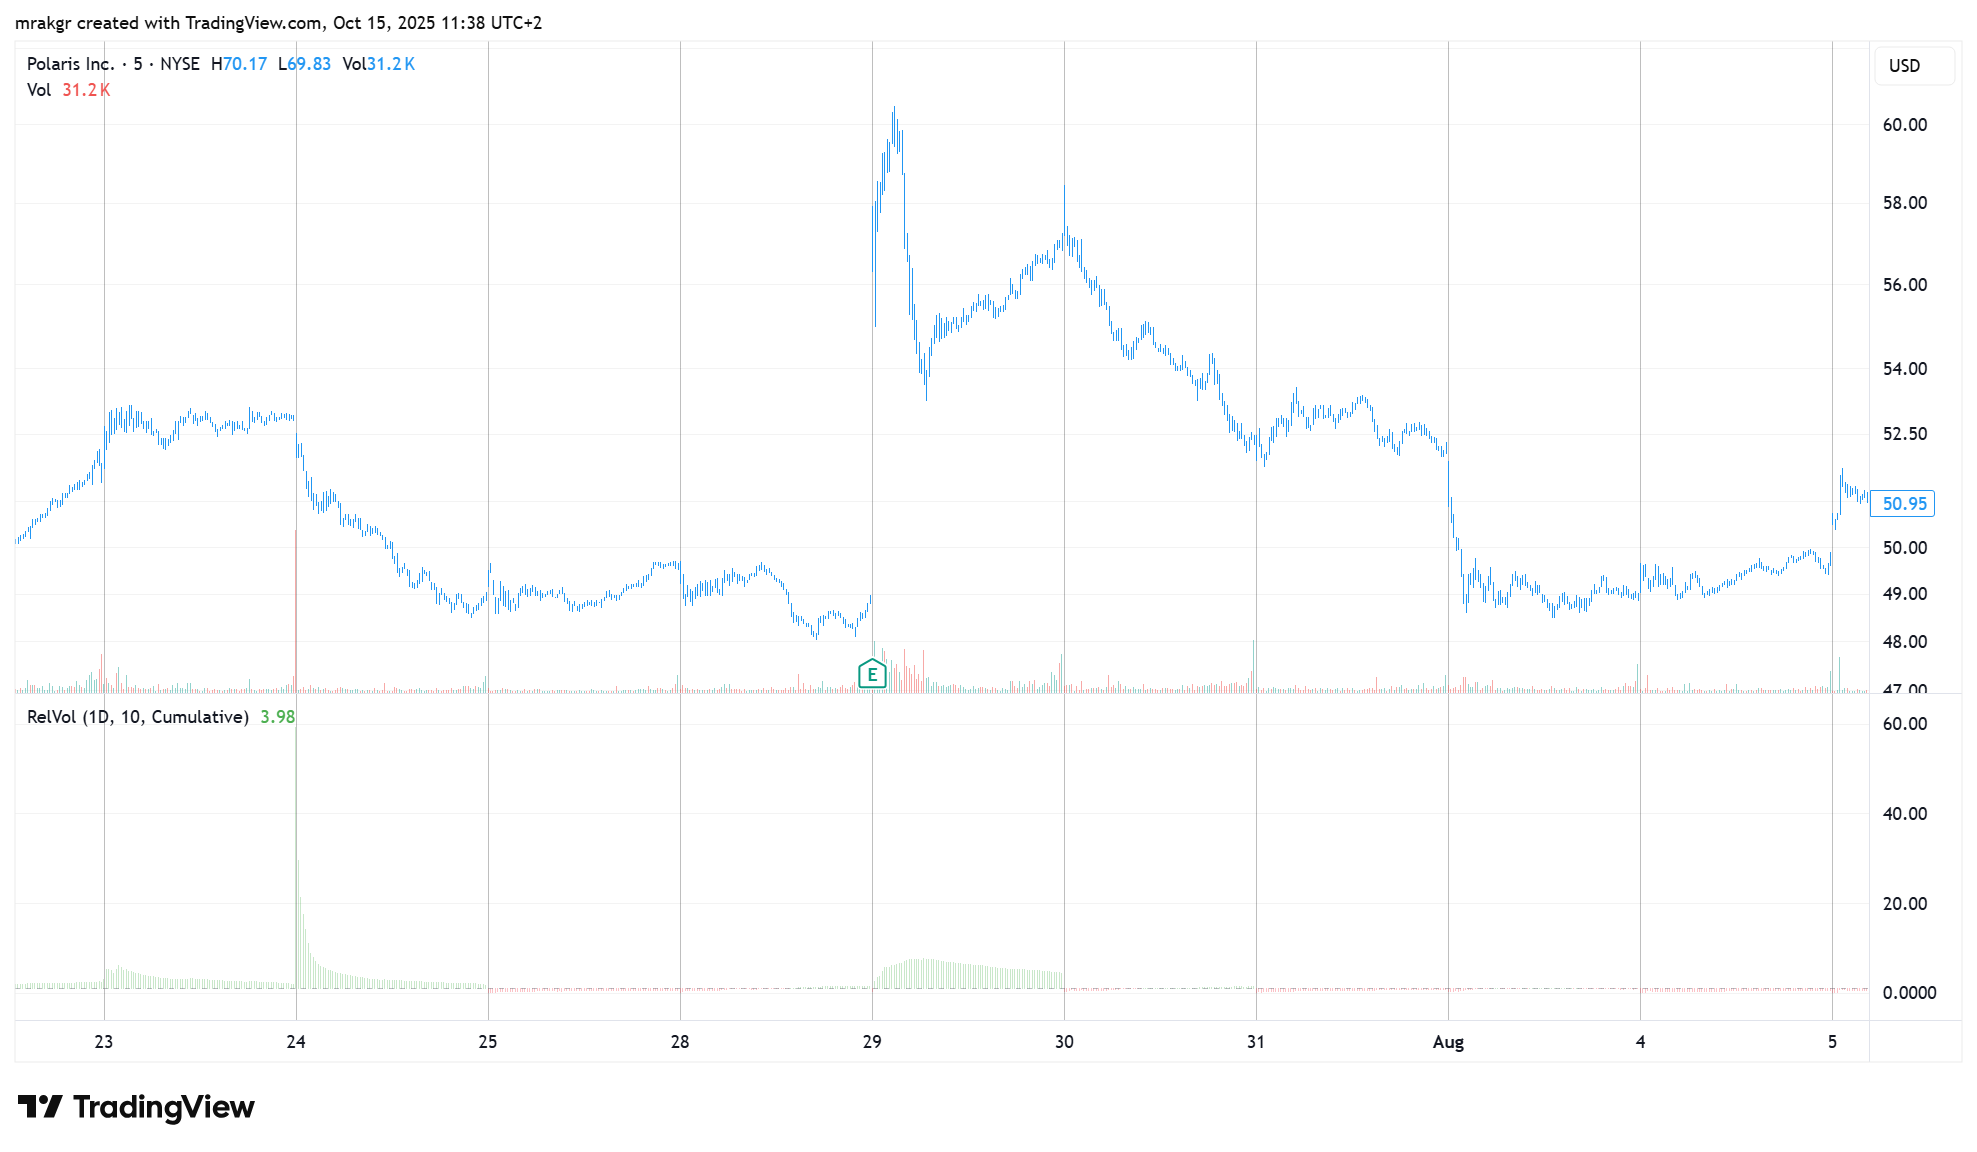 mrakgr created with TradingView.com, Oct 15, 2025 11:38 UTC+2
Polaris Inc. · 5 · NYSE H70.17 L69.83 Vol31.2 K
Vol 31.2 K
USD
60.00
58.00
56.00
54.00
52.50
50.95
50.00
49.00
48.00
47.00
E
RelVol (1D, 10, Cumulative) 3.98
60.00
40.00
20.00
0.0000
23 24 25 28 29 30 31 Aug 4 5
TradingView